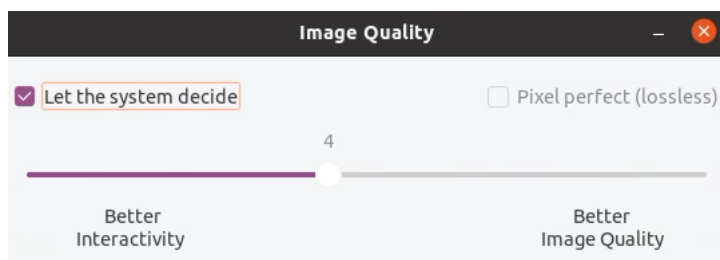 Image Quality
Let the system decide
Pixel perfect (lossless)
4
Better
Interactivity
Better
Image Quality